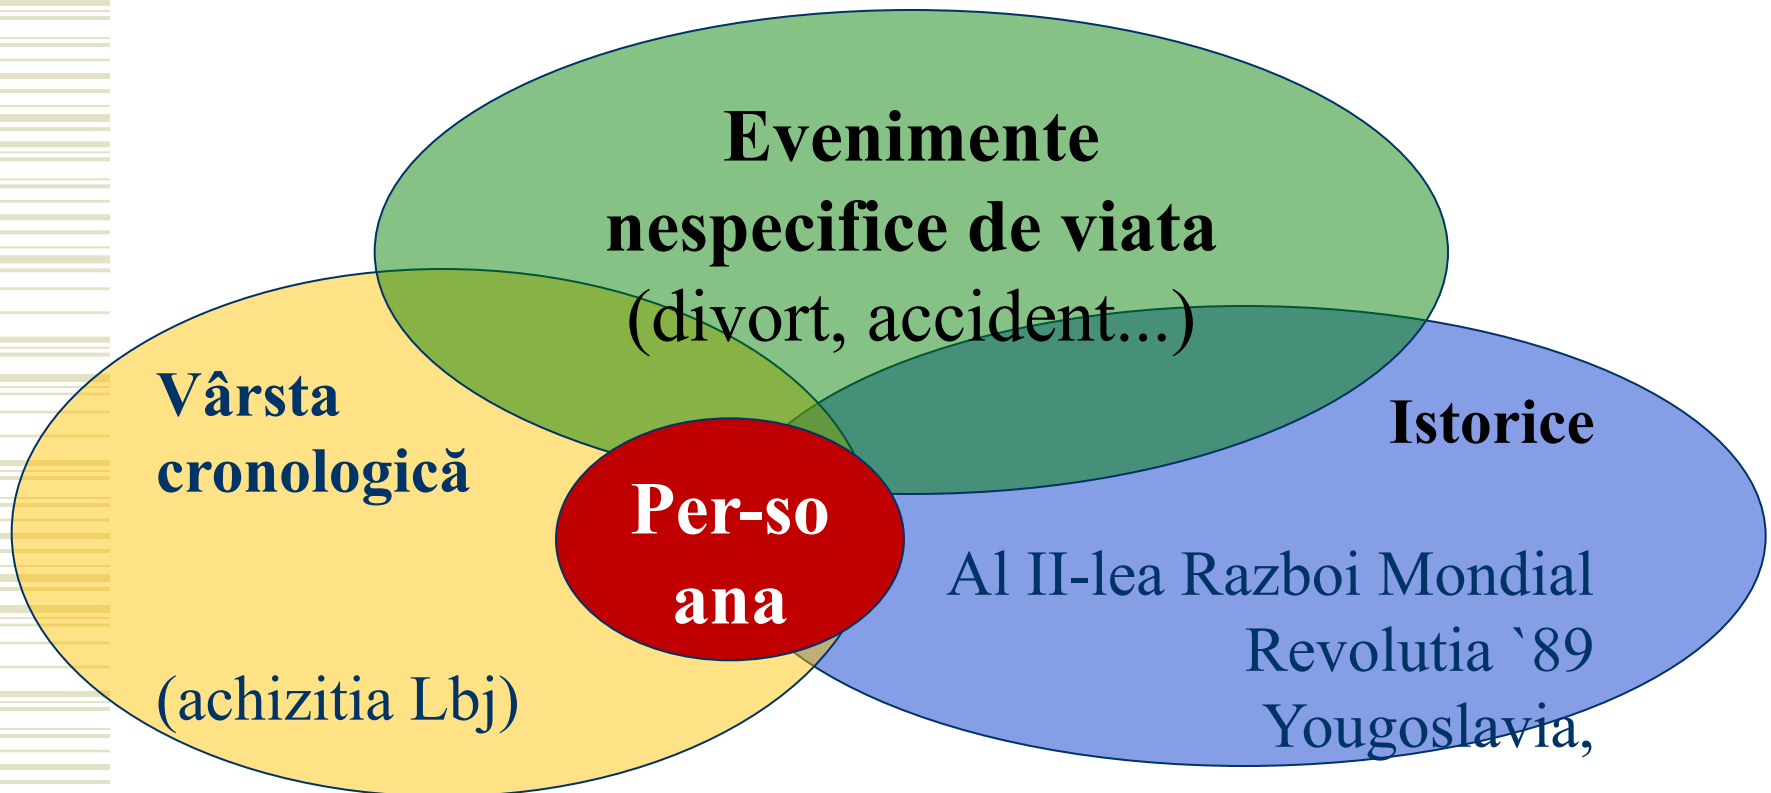 Evenimente
nespecifice de viata
(divort, accident...)
Vârsta
cronologică
(achizitia Lbj)
Per-so
ana
Istorice
Al II-lea Razboi Mondial
Revolutia `89
Yougoslavia,